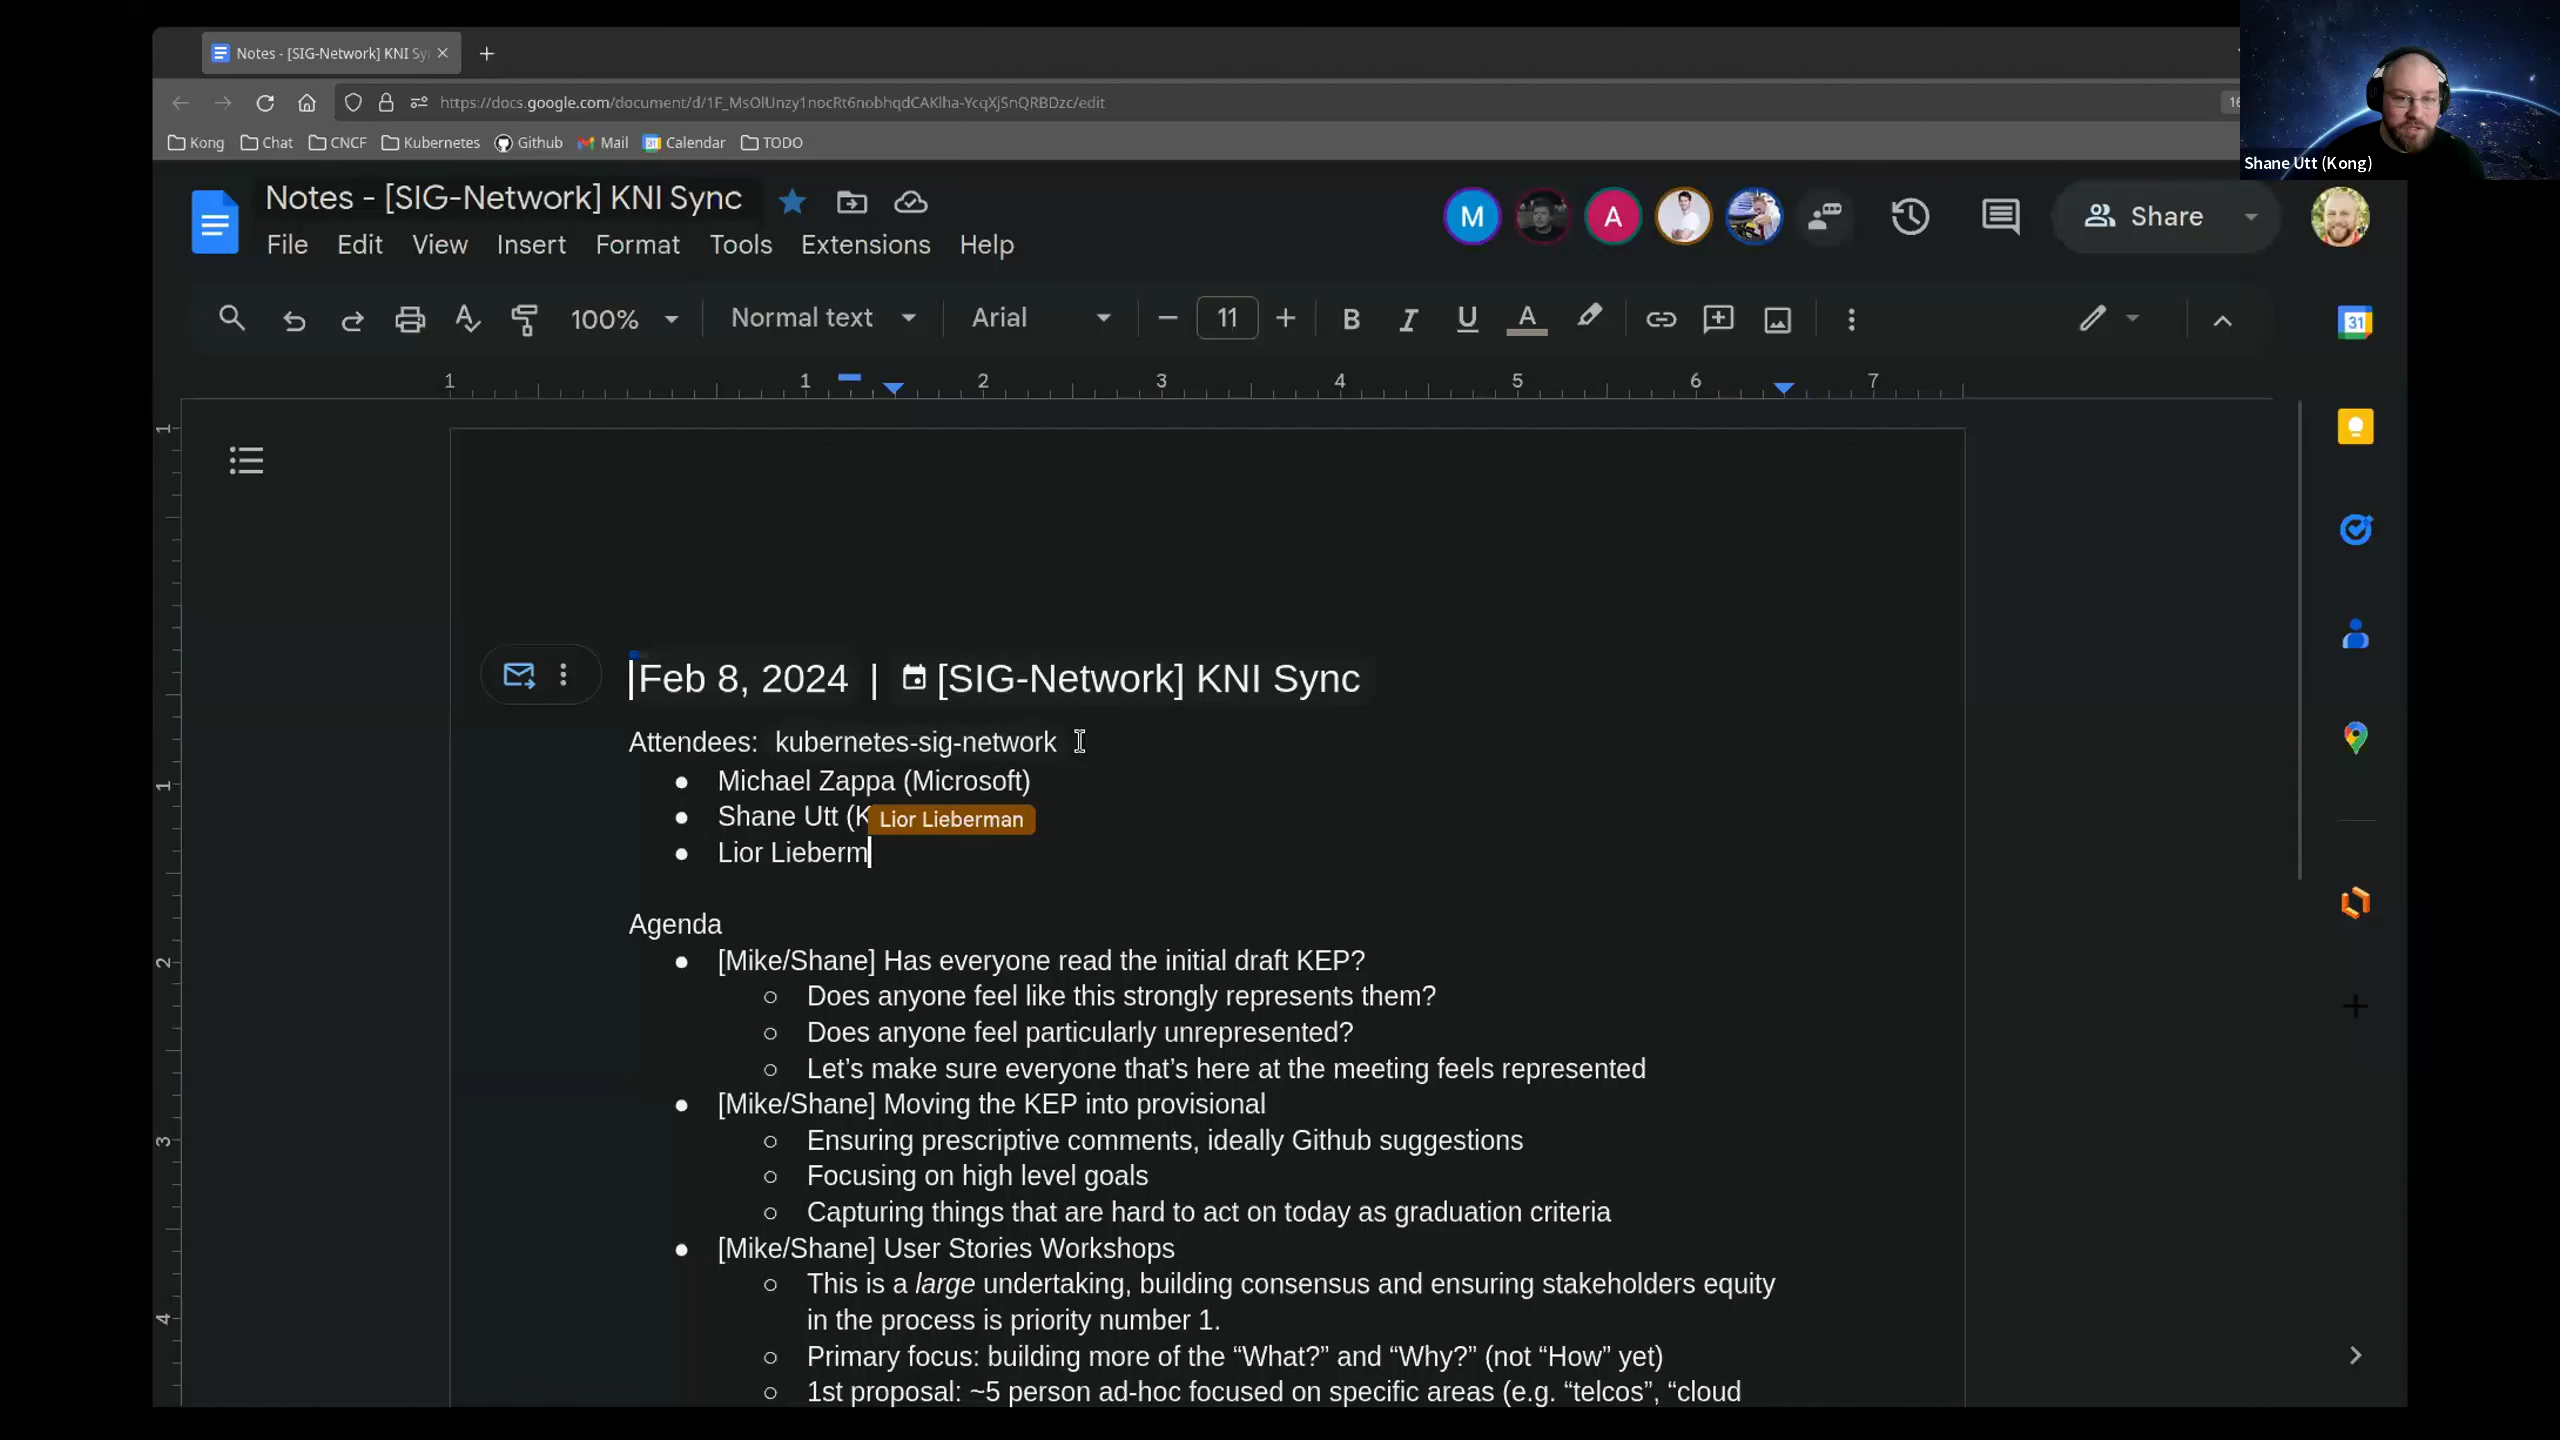 Notes - [SIG-Network] KNI Sy
https://docs.google.com/document/d/1F_MsOlUnzy1nocRt6nobhqdCAKlha-YcqXjSnQRBDzc/edit
Kong Chat CNCF Kubernetes Github Mail Calendar TODO
Shane Utt (Kong)
Notes - [SIG-Network] KNI Sync
M A Share
File Edit View Insert Format Tools Extensions Help
100% Normal text Arial 11 B I U A
31
1 1 2 3 4 5 6 7
Feb 8, 2024 | [SIG-Network] KNI Sync
Attendees: kubernetes-sig-network
● Michael Zappa (Microsoft)
● Shane Utt (K
Lior Lieberman
● Lior Lieberm
Agenda
● [Mike/Shane] Has everyone read the initial draft KEP?
○ Does anyone feel like this strongly represents them?
○ Does anyone feel particularly unrepresented?
○ Let’s make sure everyone that’s here at the meeting feels represented
● [Mike/Shane] Moving the KEP into provisional
○ Ensuring prescriptive comments, ideally Github suggestions
○ Focusing on high level goals
○ Capturing things that are hard to act on today as graduation criteria
● [Mike/Shane] User Stories Workshops
○ This is a large undertaking, building consensus and ensuring stakeholders equity
in the process is priority number 1.
○ Primary focus: building more of the “What?” and “Why?” (not “How” yet)
○ 1st proposal: ~5 person ad-hoc focused on specific areas (e.g. “telcos”, “cloud